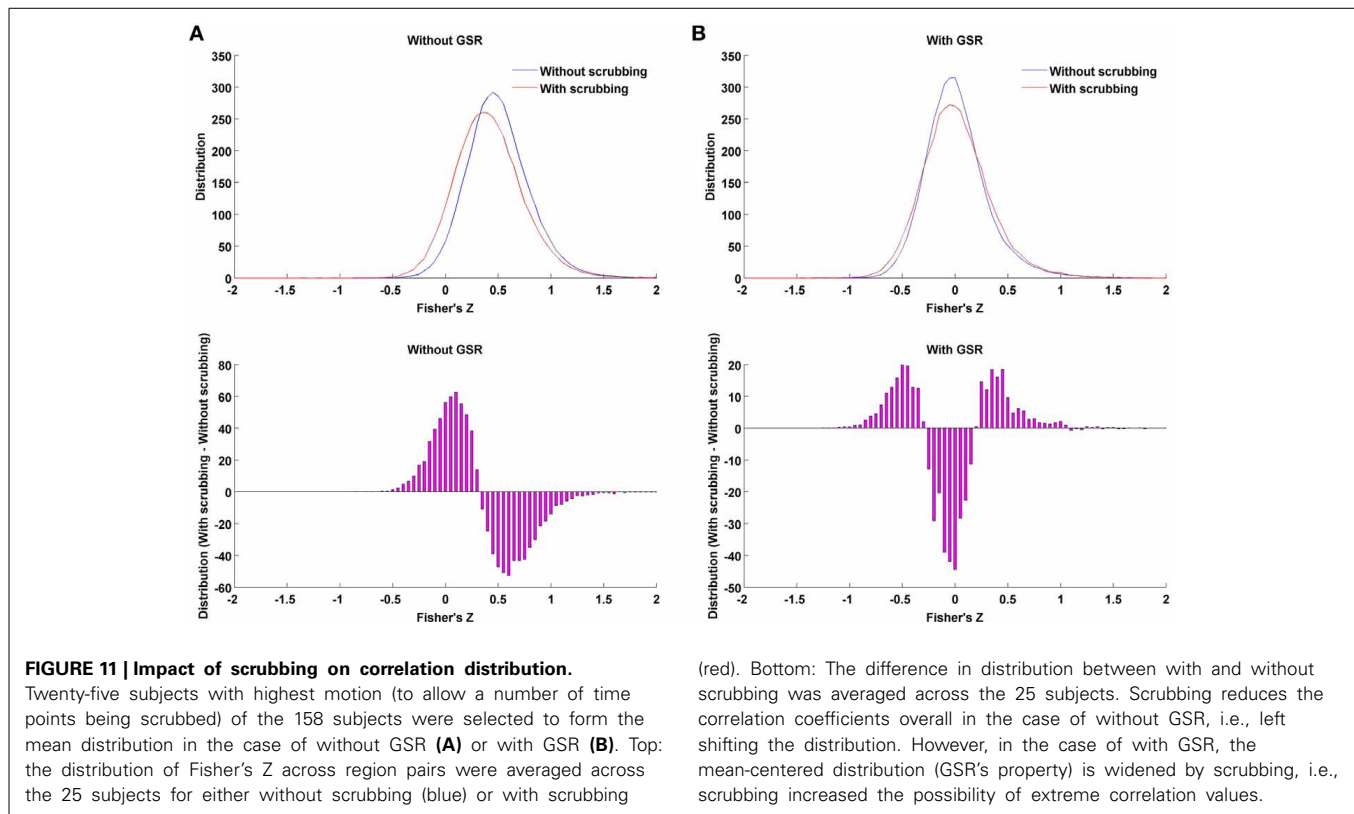 A
Without GSR
350
300
250
200
150
100
50
0
Distribution
Without scrubbing
With scrubbing
-2 -1.5 -1 -0.5 0 0.5 1 1.5 2
Fisher's Z
B
With GSR
350
300
250
200
150
100
50
0
Distribution
Without scrubbing
With scrubbing
-2 -1.5 -1 -0.5 0 0.5 1 1.5 2
Fisher's Z
Without GSR
80
60
40
20
0
-20
-40
-60
Distribution (With scrubbing - Without scrubbing)
-2 -1.5 -1 -0.5 0 0.5 1 1.5 2
Fisher's Z
With GSR
20
10
0
-10
-20
-30
-40
-50
Distribution (With scrubbing - Without scrubbing)
-2 -1.5 -1 -0.5 0 0.5 1 1.5 2
Fisher's Z
FIGURE 11 | Impact of scrubbing on correlation distribution.
Twenty-five subjects with highest motion (to allow a number of time
points being scrubbed) of the 158 subjects were selected to form the
mean distribution in the case of without GSR (A) or with GSR (B). Top:
the distribution of Fisher's Z across region pairs were averaged across
the 25 subjects for either without scrubbing (blue) or with scrubbing
(red). Bottom: The difference in distribution between with and without
scrubbing was averaged across the 25 subjects. Scrubbing reduces the
correlation coefficients overall in the case of without GSR, i.e., left
shifting the distribution. However, in the case of with GSR, the
mean-centered distribution (GSR's property) is widened by scrubbing, i.e.,
scrubbing increased the possibility of extreme correlation values.